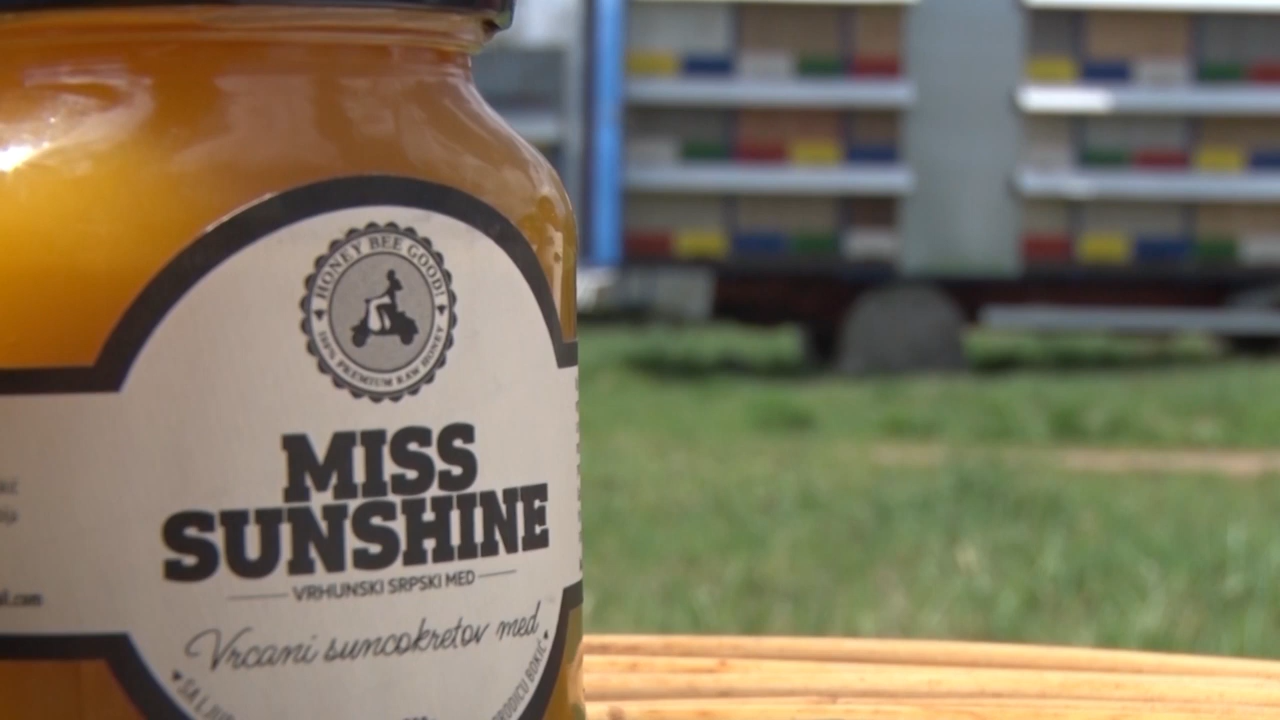 HONEY BEE GOOD!
100% PREMIUM RAW HONEY
MISS
SUNSHINE
VRHUNSKI SRPSKI MED
Vrcani suncokretov med